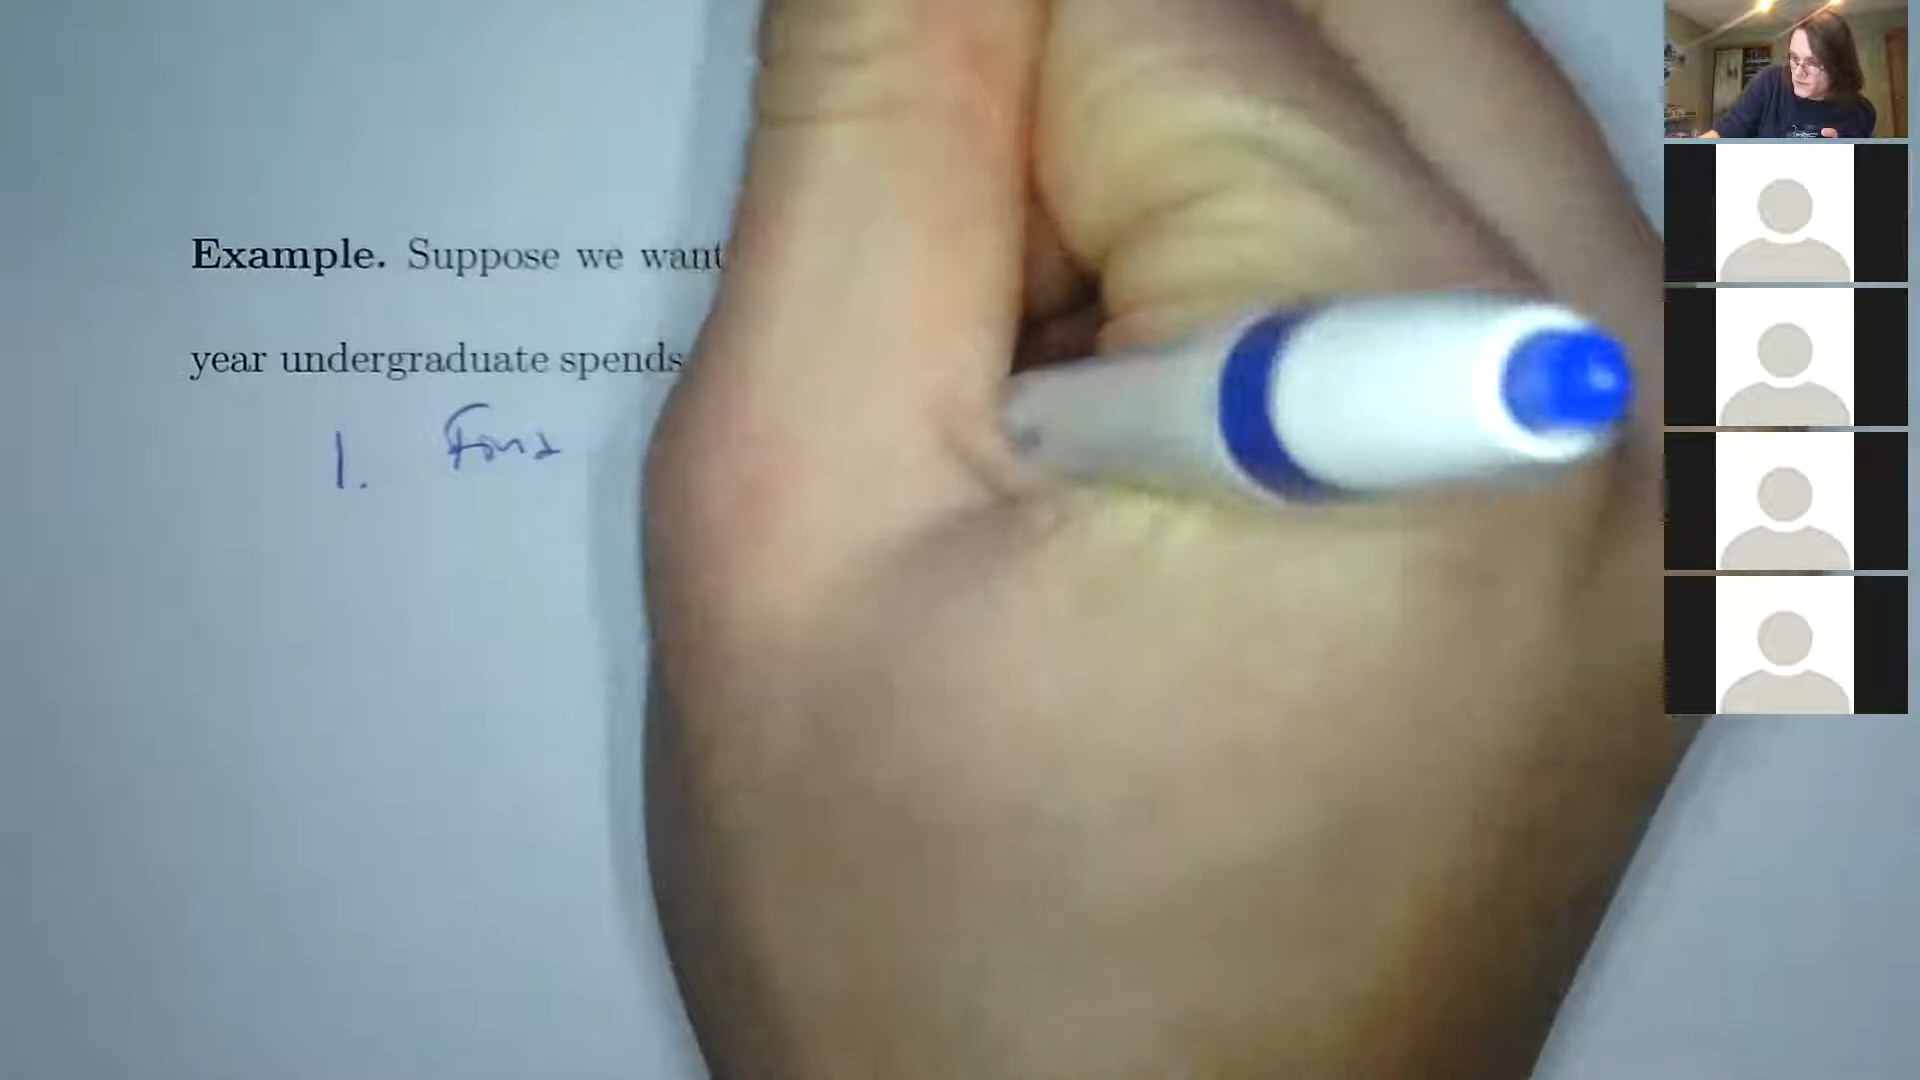 Example. Suppose we want
year undergraduate spends
1. Find